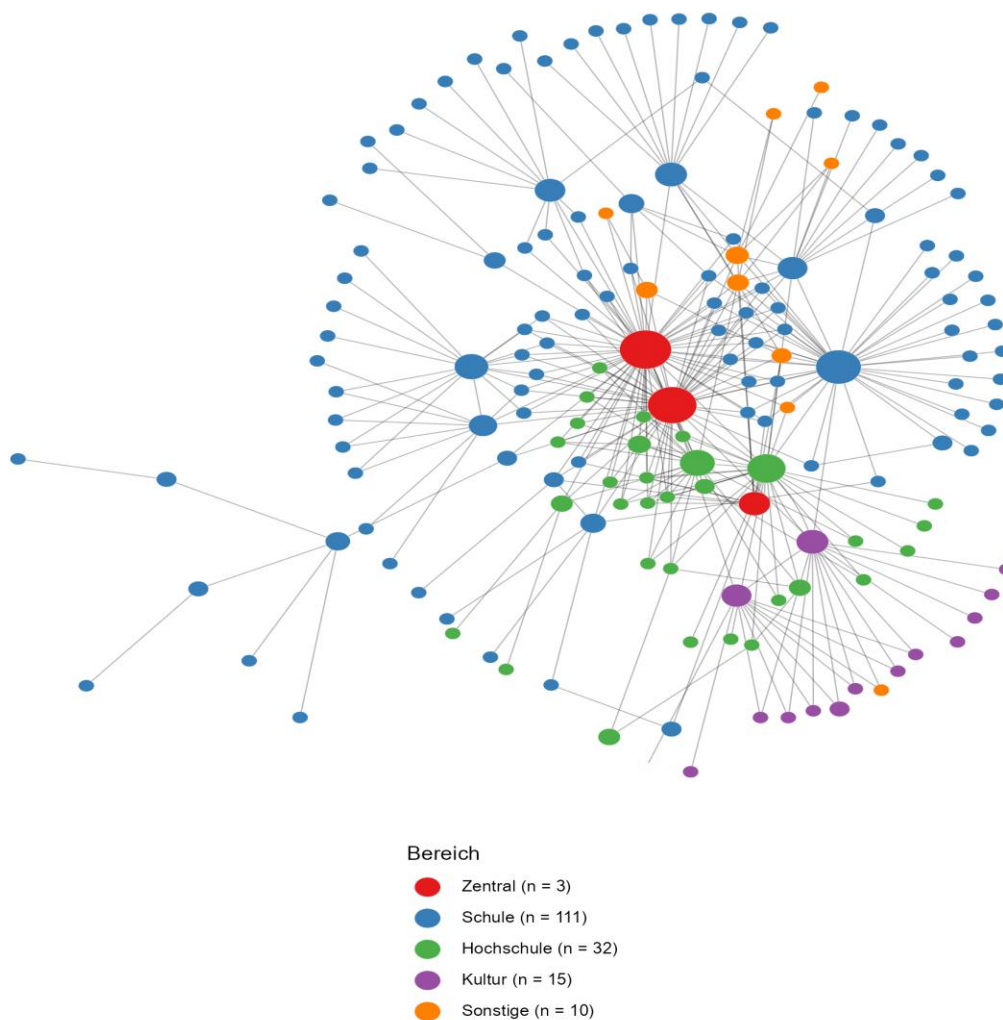 Bereich
Zentral (n = 3)
Schule (n = 111)
Hochschule (n = 32)
Kultur (n = 15)
Sonstige (n = 10)